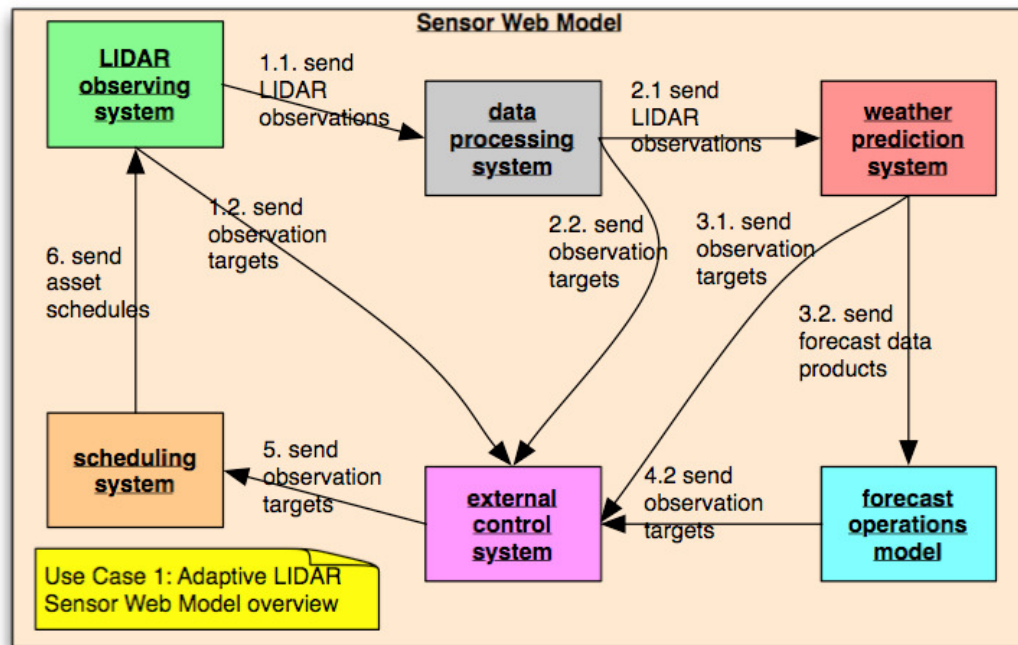 Sensor Web Model
LIDAR
observing
system
1.1. send
LIDAR
observations
data
processing
system
2.1 send
LIDAR
observations
weather
prediction
system
1.2. send
observation
targets
2.2. send
observation
targets
3.1. send
observation
targets
6. send
asset
schedules
3.2. send
forecast data
products
scheduling
system
5. send
observation
targets
external
control
system
4.2 send
observation
targets
forecast
operations
model
Use Case 1: Adaptive LIDAR
Sensor Web Model overview